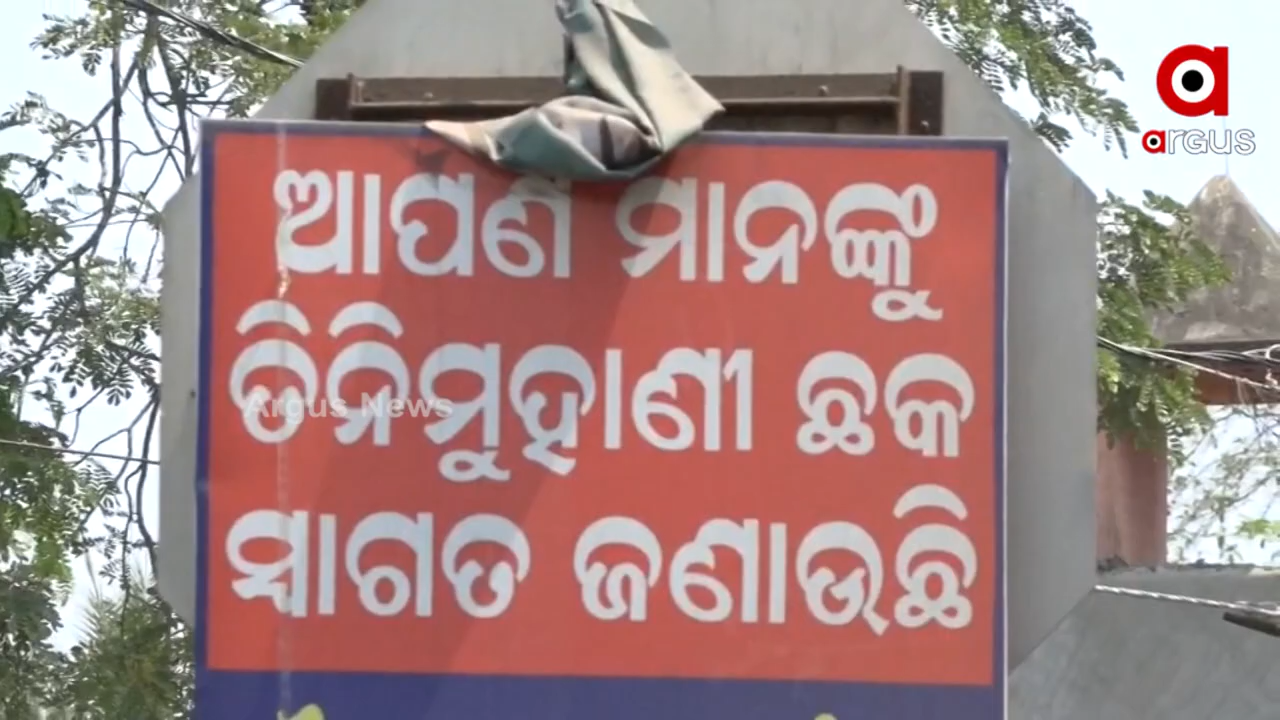 ଆପଣ ମାନଙ୍କୁ
ତିନିମୁହାଣୀ ଛକ
ସ୍ଵାଗତ ଜଣାଉଛି
Argus News
argus